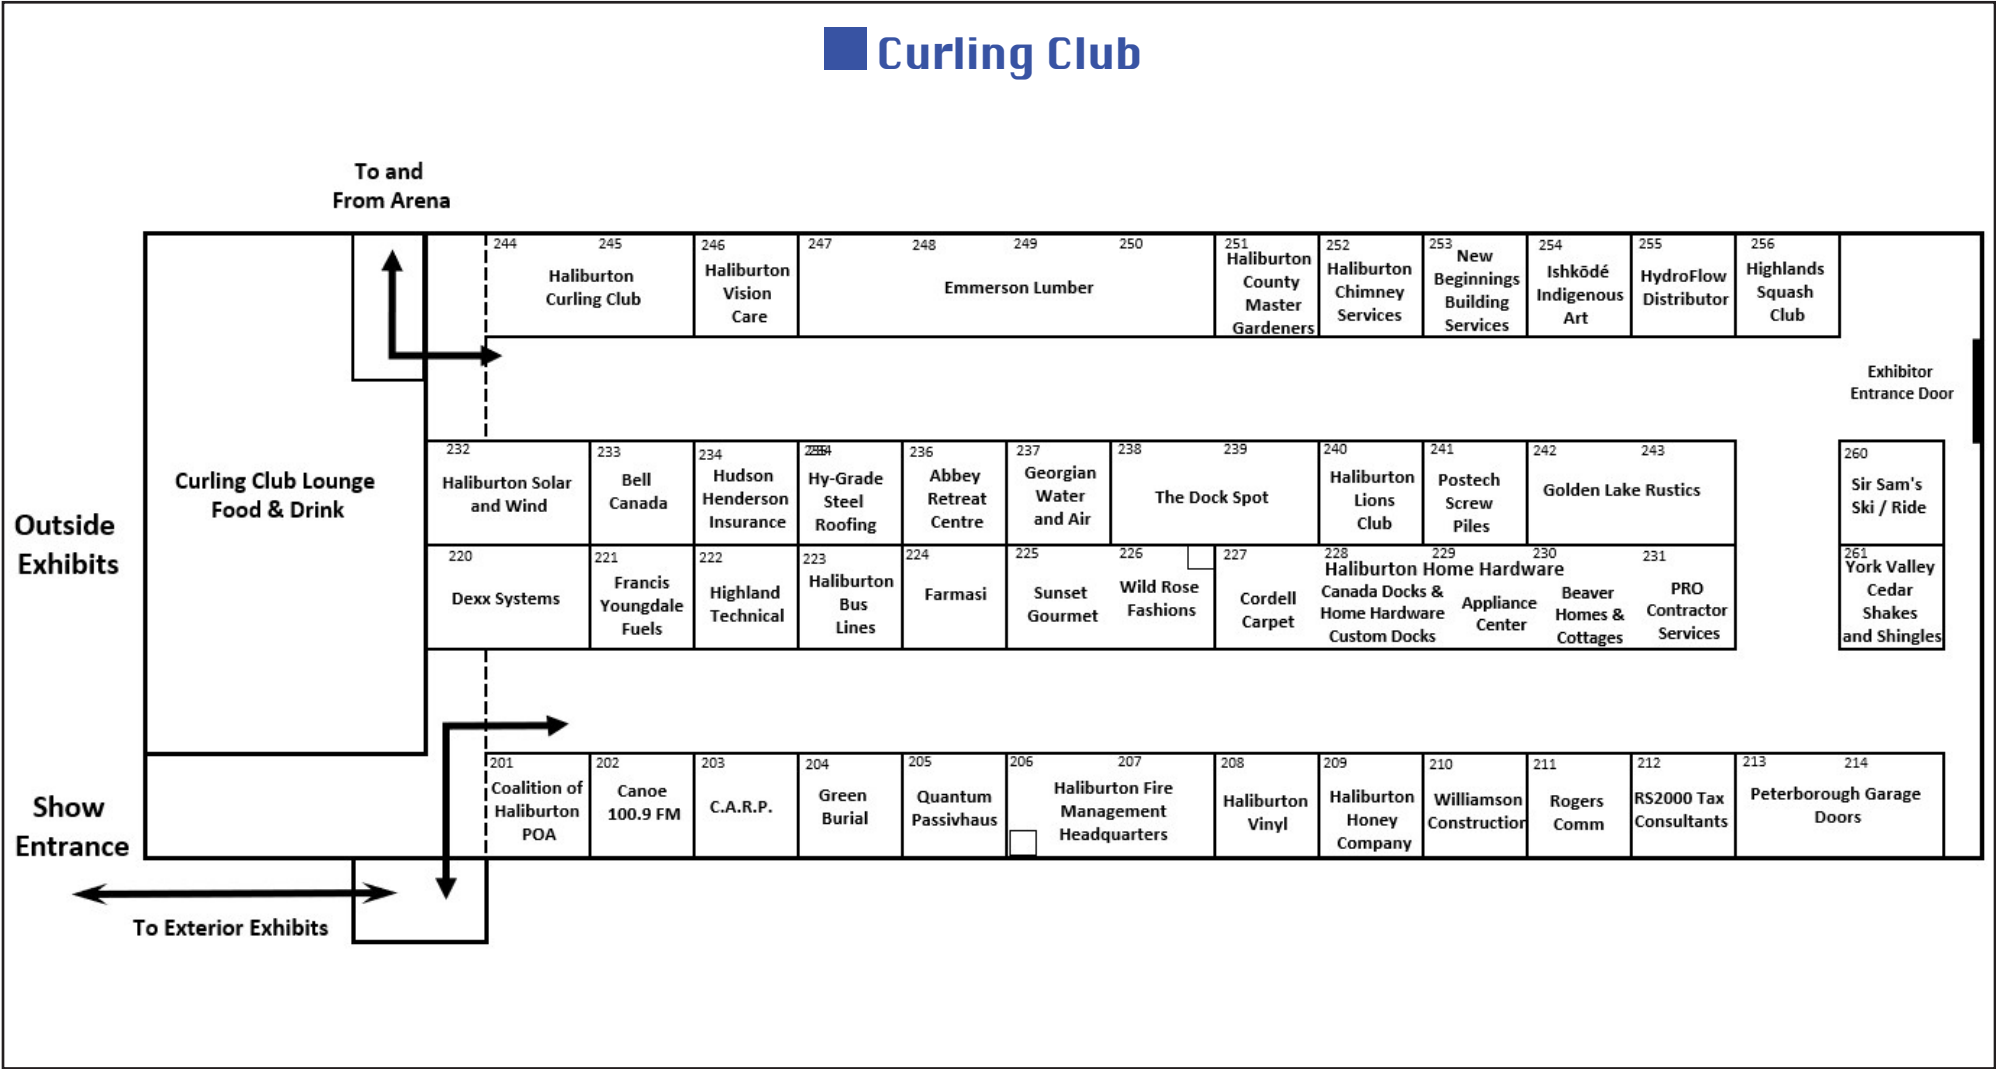 Curling Club
To and
From Arena
244
245
Haliburton
Curling Club
246
Haliburton
Vision
Care
247
248
249
250
Emmerson Lumber
251
Haliburton
County
Master
Gardeners
252
Haliburton
Chimney
Services
253
New
Beginnings
Building
Services
254
Ishkōdé
Indigenous
Art
255
HydroFlow
Distributor
256
Highlands
Squash
Club
Exhibitor
Entrance Door
Curling Club Lounge
Food & Drink
Outside
Exhibits
232
Haliburton Solar
and Wind
233
Bell
Canada
234
Hudson
Henderson
Insurance
Hy-Grade
Steel
Roofing
236
Abbey
Retreat
Centre
237
Georgian
Water
and Air
238
239
The Dock Spot
240
Haliburton
Lions
Club
241
Postech
Screw
Piles
242
243
Golden Lake Rustics
260
Sir Sam's
Ski / Ride
220
Dexx Systems
221
Francis
Youngdale
Fuels
222
Highland
Technical
223
Haliburton
Bus
Lines
224
Farmasi
225
Sunset
Gourmet
226
Wild Rose
Fashions
227
Cordell
Carpet
228
229
230
231
Haliburton Home Hardware
Canada Docks &
Home Hardware
Custom Docks
Appliance
Center
Beaver
Homes &
Cottages
PRO
Contractor
Services
261
York Valley
Cedar
Shakes
and Shingles
Show
Entrance
201
Coalition of
Haliburton
POA
202
Canoe
100.9 FM
203
C.A.R.P.
204
Green
Burial
205
Quantum
Passivhaus
206
207
Haliburton Fire
Management
Headquarters
208
Haliburton
Vinyl
209
Haliburton
Honey
Company
210
Williamson
Construction
211
Rogers
Comm
212
RS2000 Tax
Consultants
213
214
Peterborough Garage
Doors
To Exterior Exhibits